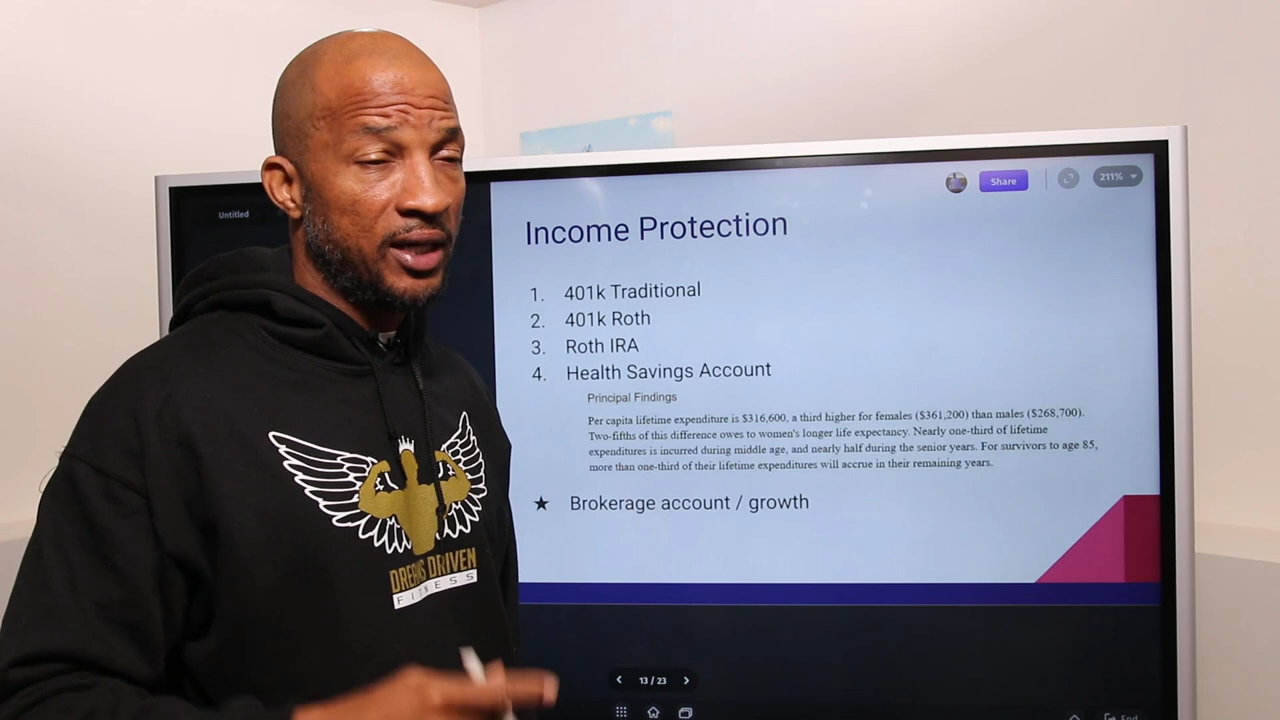 Untitled
Share
211%
Income Protection
1. 401k Traditional
2. 401k Roth
3. Roth IRA
4. Health Savings Account
Principal Findings
Per capita lifetime expenditure is $316,600, a third higher for females ($361,200) than males ($268,700).
Two-fifths of this difference owes to women's longer life expectancy. Nearly one-third of lifetime
expenditures is incurred during middle age, and nearly half during the senior years. For survivors to age 85,
more than one-third of their lifetime expenditures will accrue in their remaining years.
★ Brokerage account / growth
DREAMS DRIVEN
FITNESS
13 / 23
End